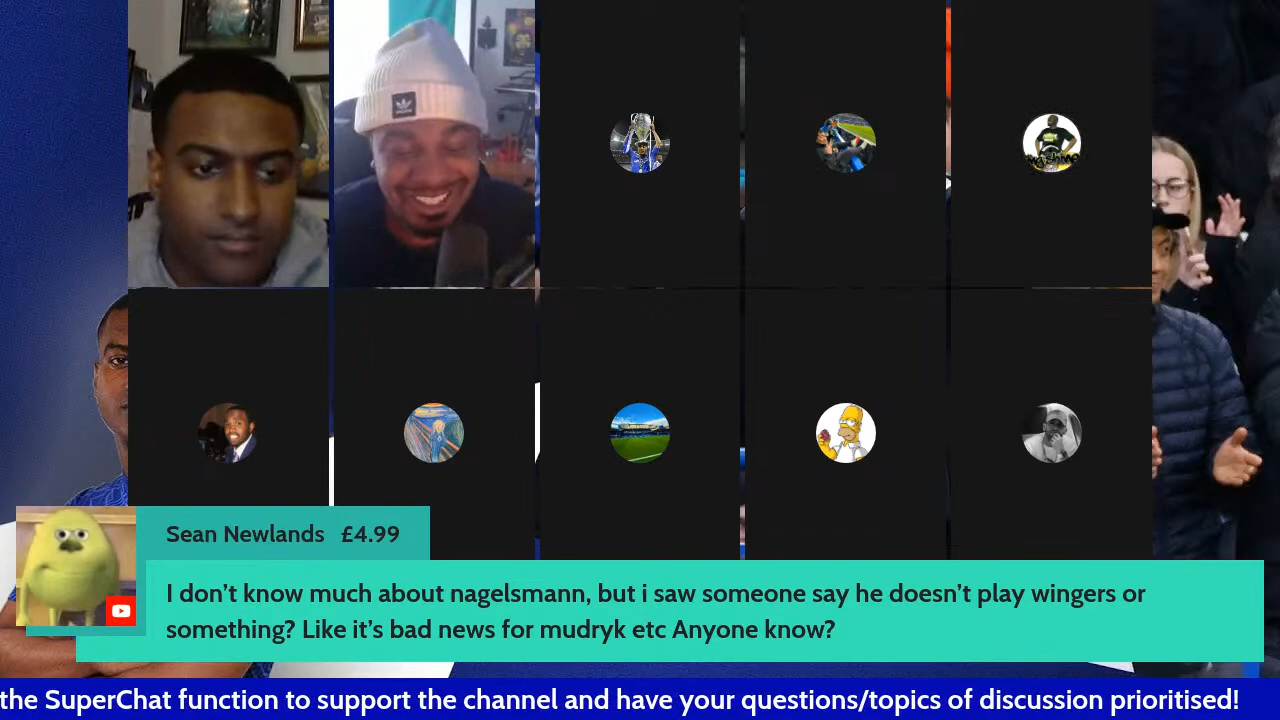 Sean Newlands £4.99
I don’t know much about nagelsmann, but i saw someone say he doesn’t play wingers or
something? Like it’s bad news for mudryk etc Anyone know?
the SuperChat function to support the channel and have your questions/topics of discussion prioritised!